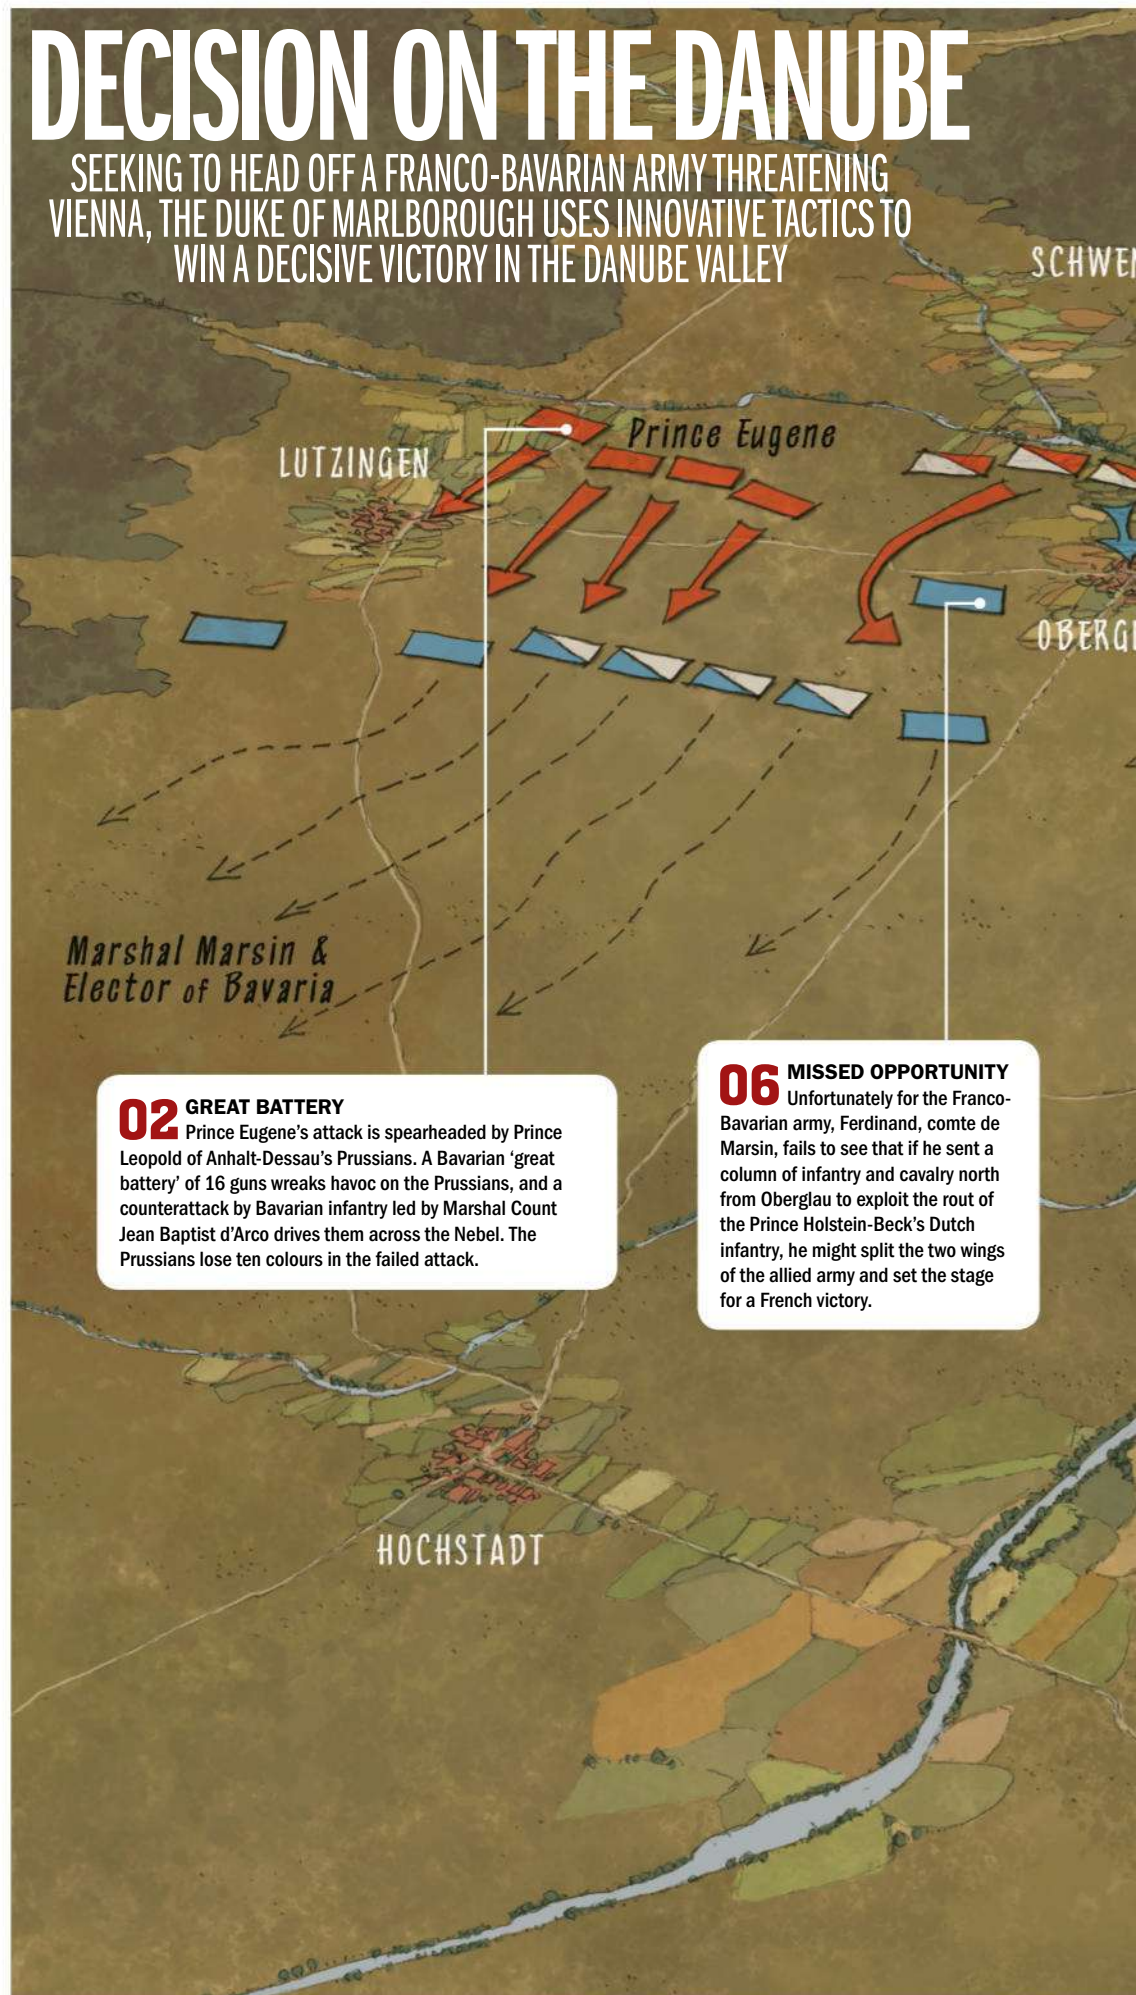 DECISION ON THE DANUBE
SEEKING TO HEAD OFF A FRANCO-BAVARIAN ARMY THREATENING
VIENNA, THE DUKE OF MARLBOROUGH USES INNOVATIVE TACTICS TO
WIN A DECISIVE VICTORY IN THE DANUBE VALLEY
SCHWEN
Prince Eugene
LUTZINGEN
OBERGL
Marshal Marsin &
Elector of Bavaria
02 GREAT BATTERY
Prince Eugene’s attack is spearheaded by Prince
Leopold of Anhalt-Dessau’s Prussians. A Bavarian ‘great
battery’ of 16 guns wreaks havoc on the Prussians, and a
counterattack by Bavarian infantry led by Marshal Count
Jean Baptist d’Arco drives them across the Nebel. The
Prussians lose ten colours in the failed attack.
06 MISSED OPPORTUNITY
Unfortunately for the Franco-
Bavarian army, Ferdinand, comte de
Marsin, fails to see that if he sent a
column of infantry and cavalry north
from Oberglau to exploit the rout of
the Prince Holstein-Beck’s Dutch
infantry, he might split the two wings
of the allied army and set the stage
for a French victory.
HOCHSTADT